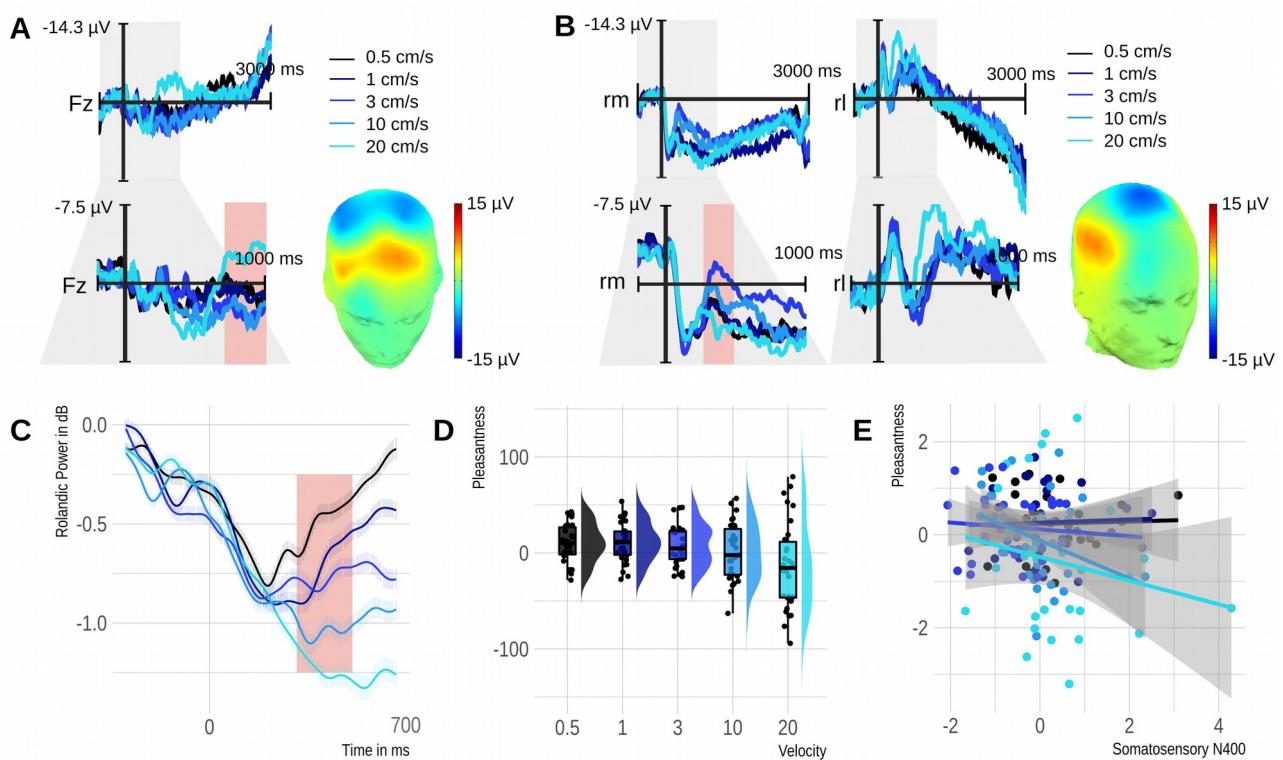 A
-14.3 µV
3000 ms
Fz
0.5 cm/s
1 cm/s
3 cm/s
10 cm/s
20 cm/s
-7.5 µV
1000 ms
Fz
15 µV
-15 µV
B
-14.3 µV
3000 ms
rm
3000 ms
rl
0.5 cm/s
1 cm/s
3 cm/s
10 cm/s
20 cm/s
-7.5 µV
1000 ms
rm
1000 ms
rl
15 µV
-15 µV
C
Rolandic Power in dB
0.0
-0.5
-1.0
0
700
Time in ms
D
Pleasantness
100
0
-100
0.5
1
3
10
20
Velocity
E
Pleasantness
2
0
-2
-2
0
2
4
Somatosensory N400